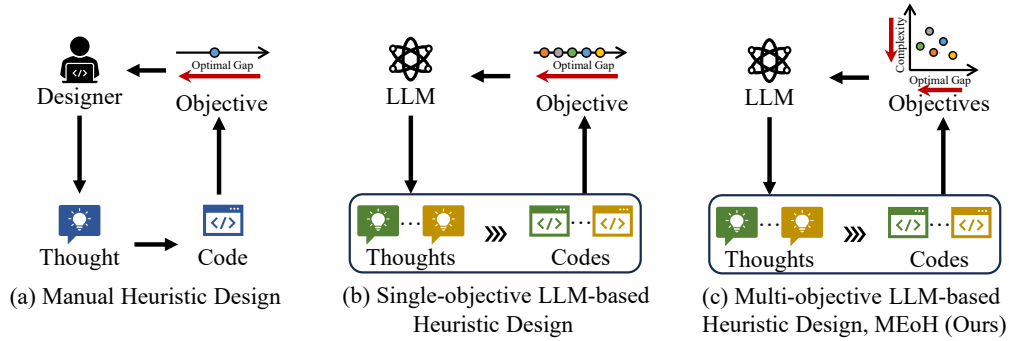 Optimal Gap
Designer
Objective
</>
Thought
</>
Code
(a) Manual Heuristic Design
Optimal Gap
LLM
Objective
</>
</>
Thoughts
Codes
(b) Single-objective LLM-based
Heuristic Design
Complexity
Optimal Gap
LLM
Objectives
</>
</>
Thoughts
Codes
(c) Multi-objective LLM-based
Heuristic Design, MEoH (Ours)